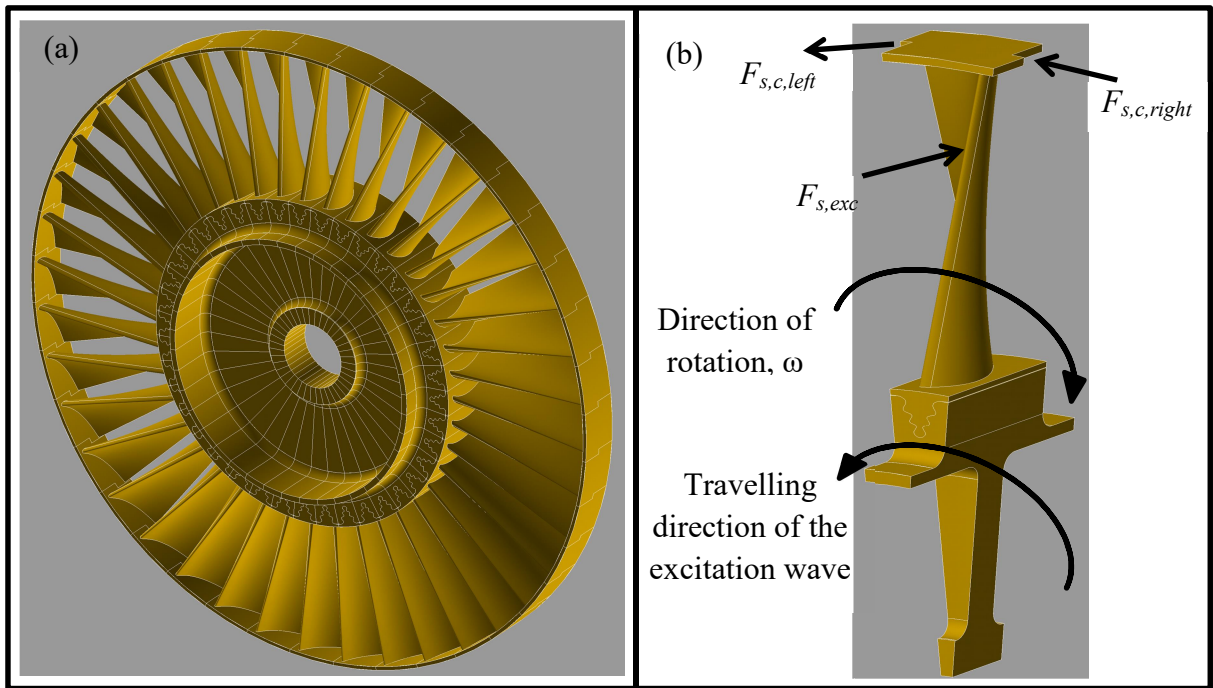 (a)
(b)
F_{s,c,left}
F_{s,c,right}
F_{s,exc}
Direction of
rotation, ω
Travelling
direction of the
excitation wave